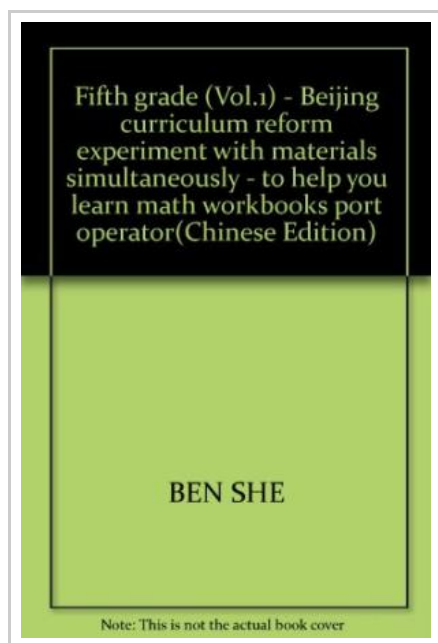 Fifth grade (Vol.1) - Beijing
curriculum reform
experiment with materials
simultaneously - to help you
learn math workbooks port
operator(Chinese Edition)
BEN SHE
Note: This is not the actual book cover